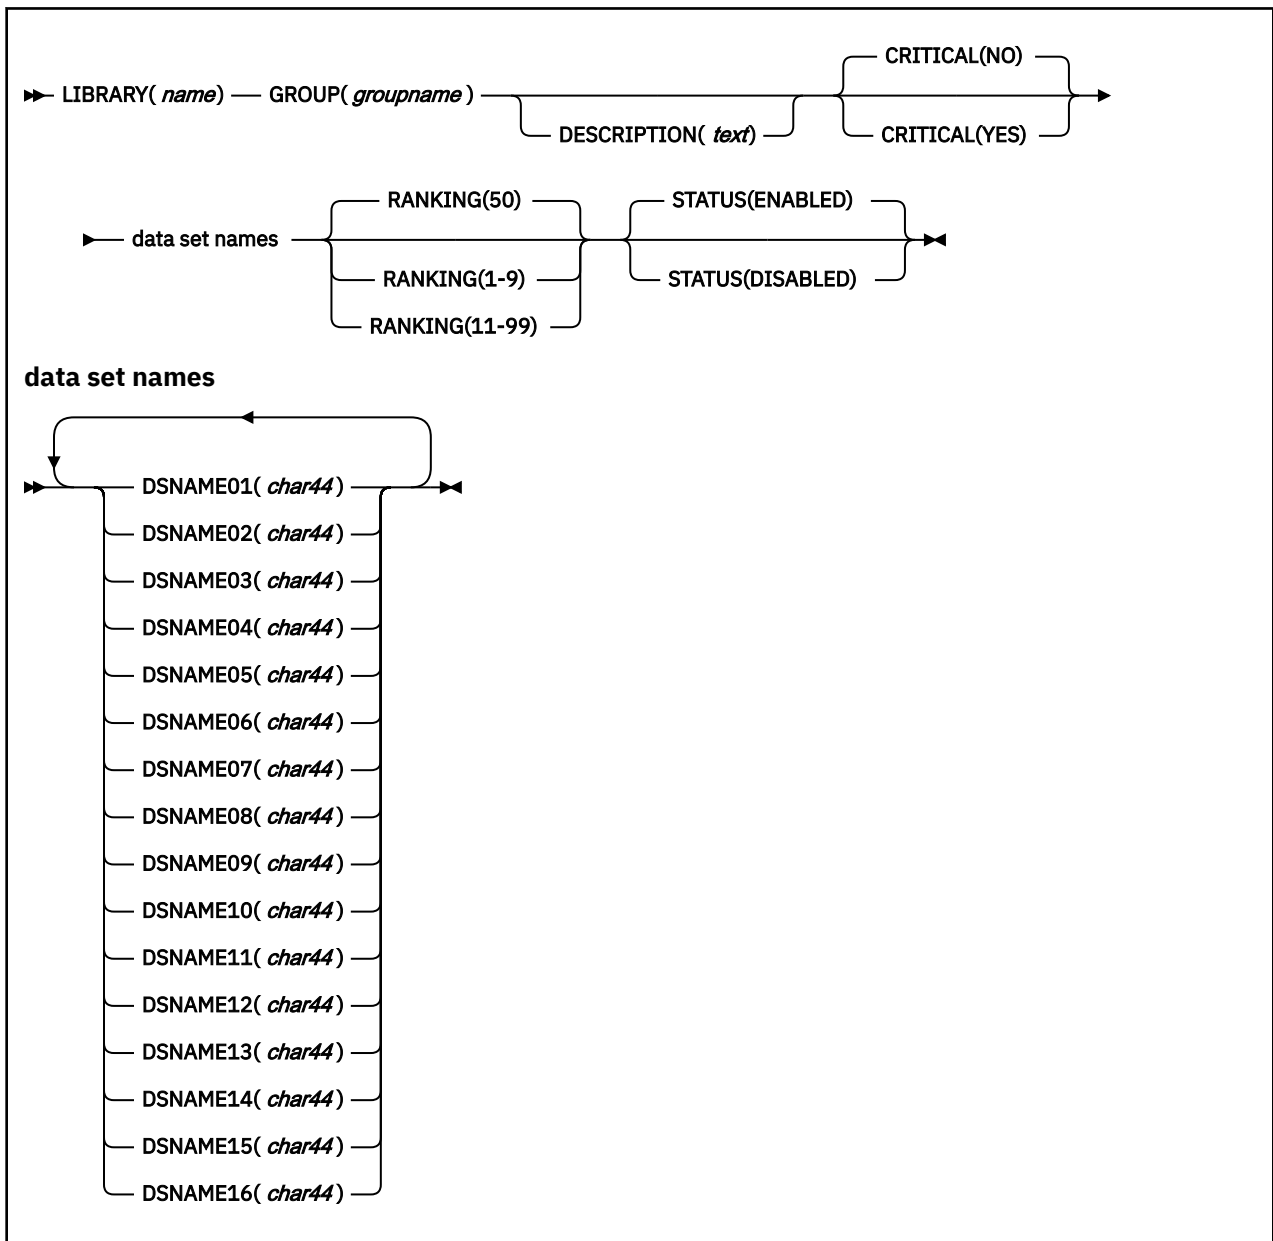 CRITICAL(NO)
LIBRARY( name) GROUP( groupname )
DESCRIPTION( text) CRITICAL(YES)
RANKING(50) STATUS(ENABLED)
data set names
RANKING(1-9) STATUS(DISABLED)
RANKING(11-99)
data set names
DSNAME01( char44 )
DSNAME02( char44 )
DSNAME03( char44 )
DSNAME04( char44 )
DSNAME05( char44 )
DSNAME06( char44 )
DSNAME07( char44 )
DSNAME08( char44 )
DSNAME09( char44 )
DSNAME10( char44 )
DSNAME11( char44 )
DSNAME12( char44 )
DSNAME13( char44 )
DSNAME14( char44 )
DSNAME15( char44 )
DSNAME16( char44 )